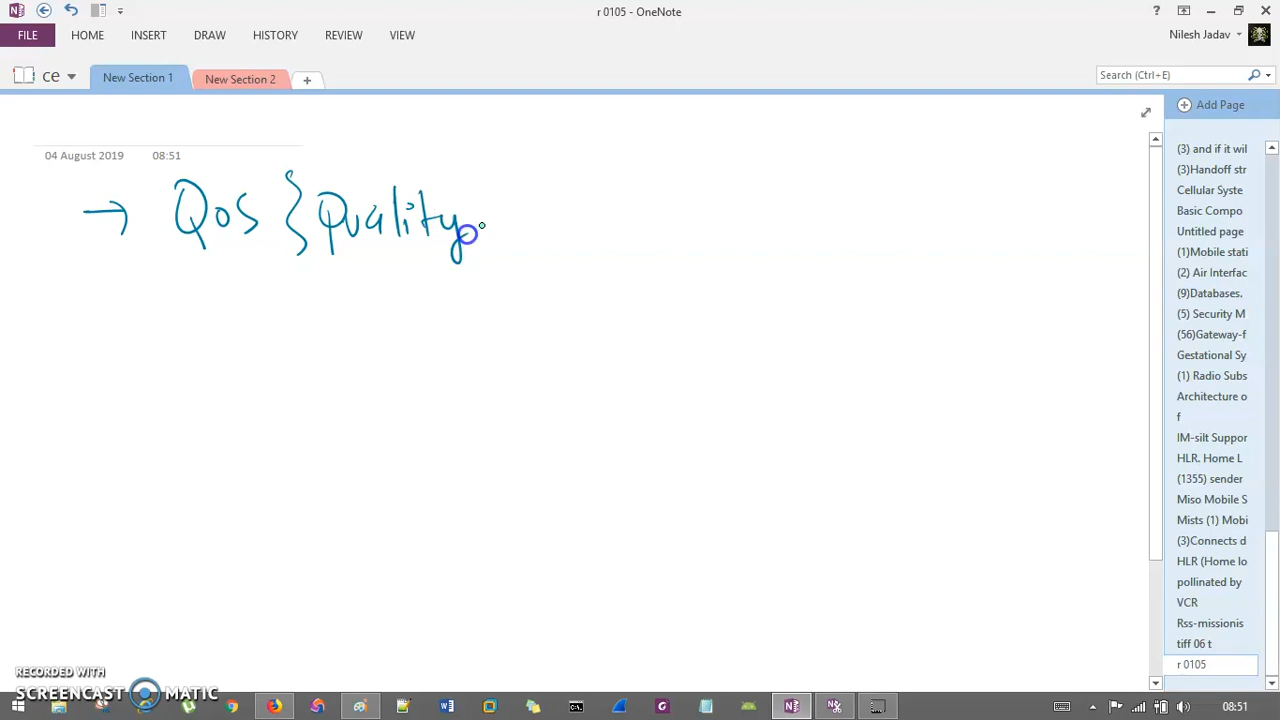 r 0105 - OneNote
?
FILE HOME INSERT DRAW HISTORY REVIEW VIEW
Nilesh Jadav
ce New Section 1 New Section 2 +
Search (Ctrl+E)
Add Page
04 August 2019 08:51
→ QoS { Quality
(3) and if it wil
(3)Handoff str
Cellular Syste
Basic Compo
Untitled page
(1)Mobile stati
(2) Air Interfac
(9)Databases.
(5) Security M
(56)Gateway-f
Gestational Sy
(1) Radio Subs
Architecture o
f
IM-silt Suppor
HLR. Home L
(1355) sender
Miso Mobile S
Mists (1) Mobi
(3)Connects d
HLR (Home lo
pollinated by
VCR
Rss-missionis
tiff 06 t
r 0105
RECORDED WITH
SCREENCAST MATIC
08:51